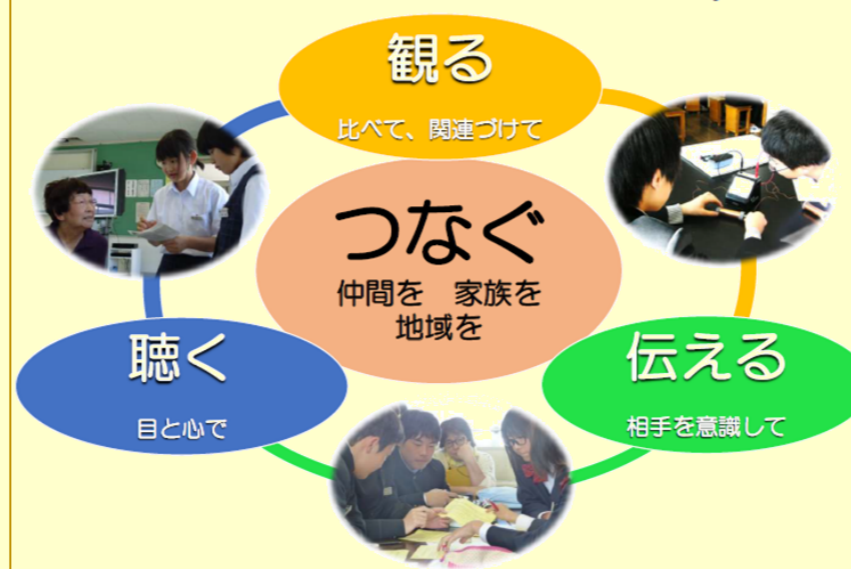 観る
比べて、関連づけて
つなぐ
仲間を　家族を
地域を
聴く
目と心で
伝える
相手を意識して